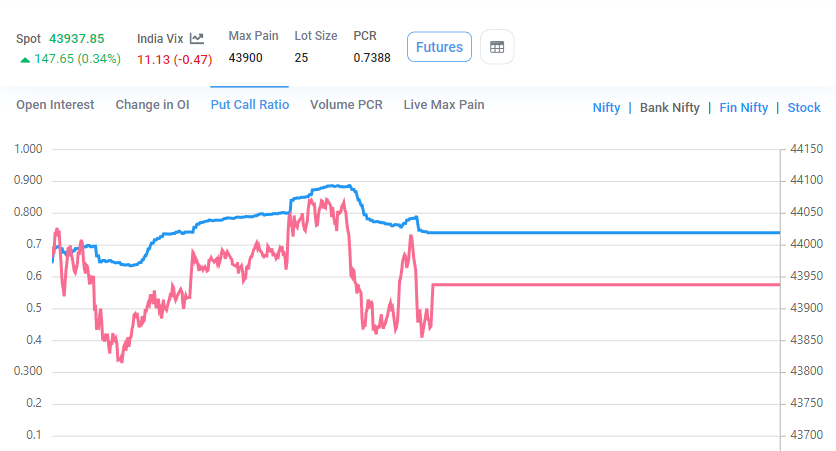 Spot 43937.85
147.65 (0.34%)
India Vix
11.13 (-0.47)
Max Pain
43900
Lot Size
25
PCR
0.7388
Futures
Open Interest Change in OI Put Call Ratio Volume PCR Live Max Pain
Nifty | Bank Nifty | Fin Nifty | Stock
1.000 44150
0.900 44100
0.800 44050
0.7 44000
0.6 43950
0.5 43900
0.4 43850
0.300 43800
0.2 43750
0.1 43700